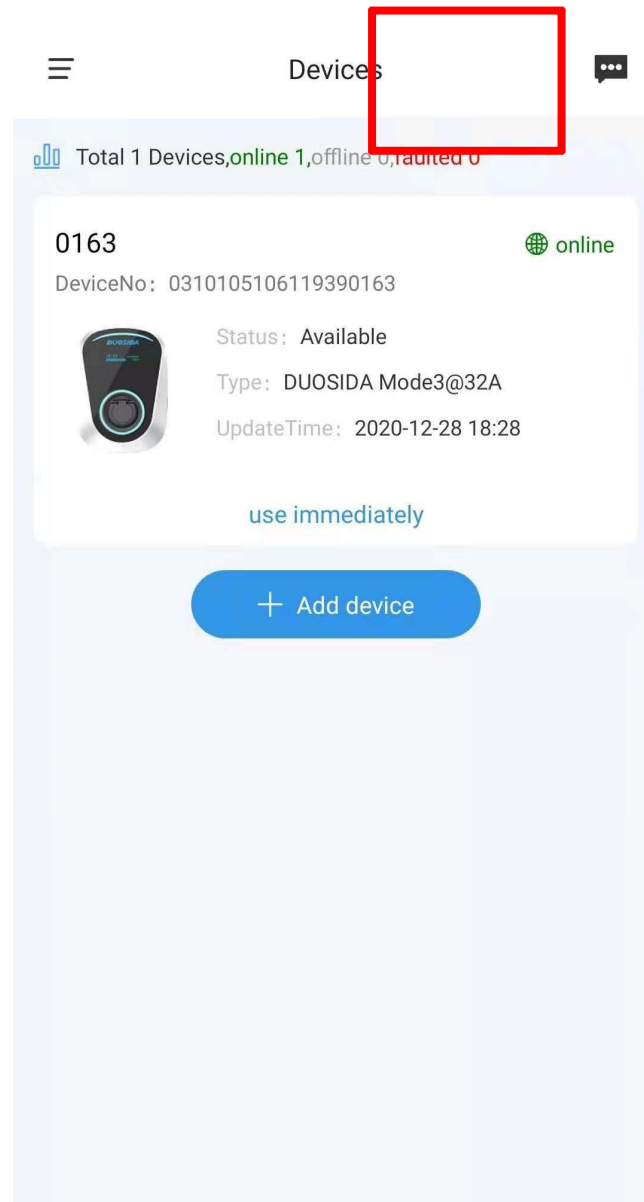 Devices
Total 1 Devices,online 1,offline 0,faulted 0
0163
online
DeviceNo：0310105106119390163
DUOSIDA
Status：Available
Type：DUOSIDA Mode3@32A
UpdateTime：2020-12-28 18:28
use immediately
+ Add device